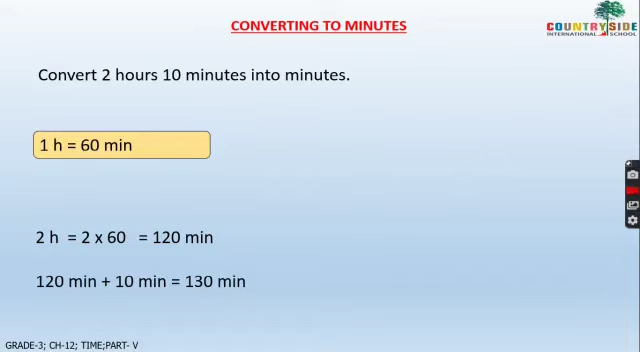 CONVERTING TO MINUTES
COUNTRYSIDE
INTERNATIONAL SCHOOL
Convert 2 hours 10 minutes into minutes.
1 h = 60 min
2 h = 2 x 60 = 120 min
120 min + 10 min = 130 min
GRADE-3; CH-12; TIME;PART- V